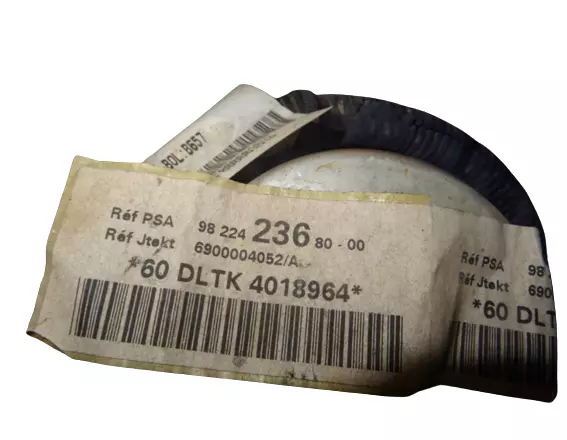 BOL: B657
Réf PSA 98 224 236 80 - 00
Réf Jtekt 6900004052/A
*60 DLTK 4018964*
Réf PSA 98
Réf Jtekt 6900
*60 DLT